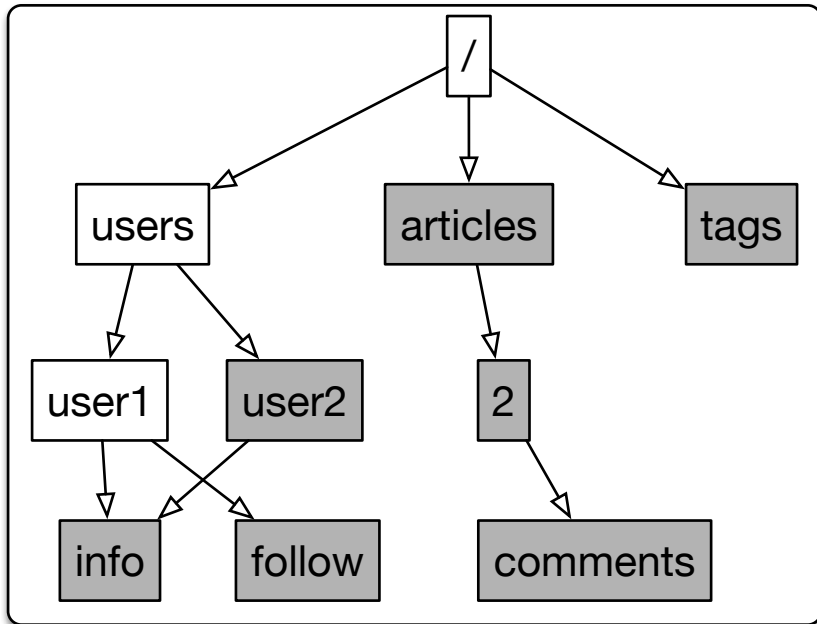 /
users
articles
tags
user1
user2
2
info
follow
comments